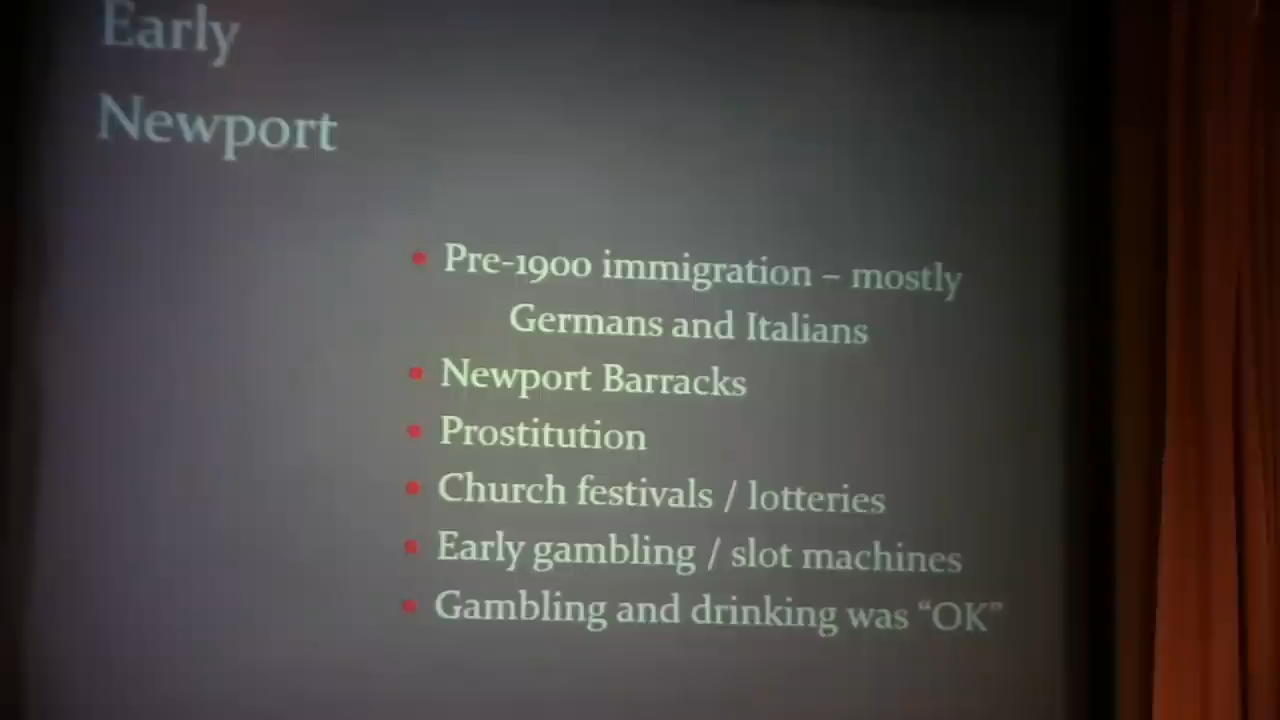 Early
Newport
• Pre-1900 immigration – mostly
Germans and Italians
• Newport Barracks
• Prostitution
• Church festivals / lotteries
• Early gambling / slot machines
• Gambling and drinking was “OK”